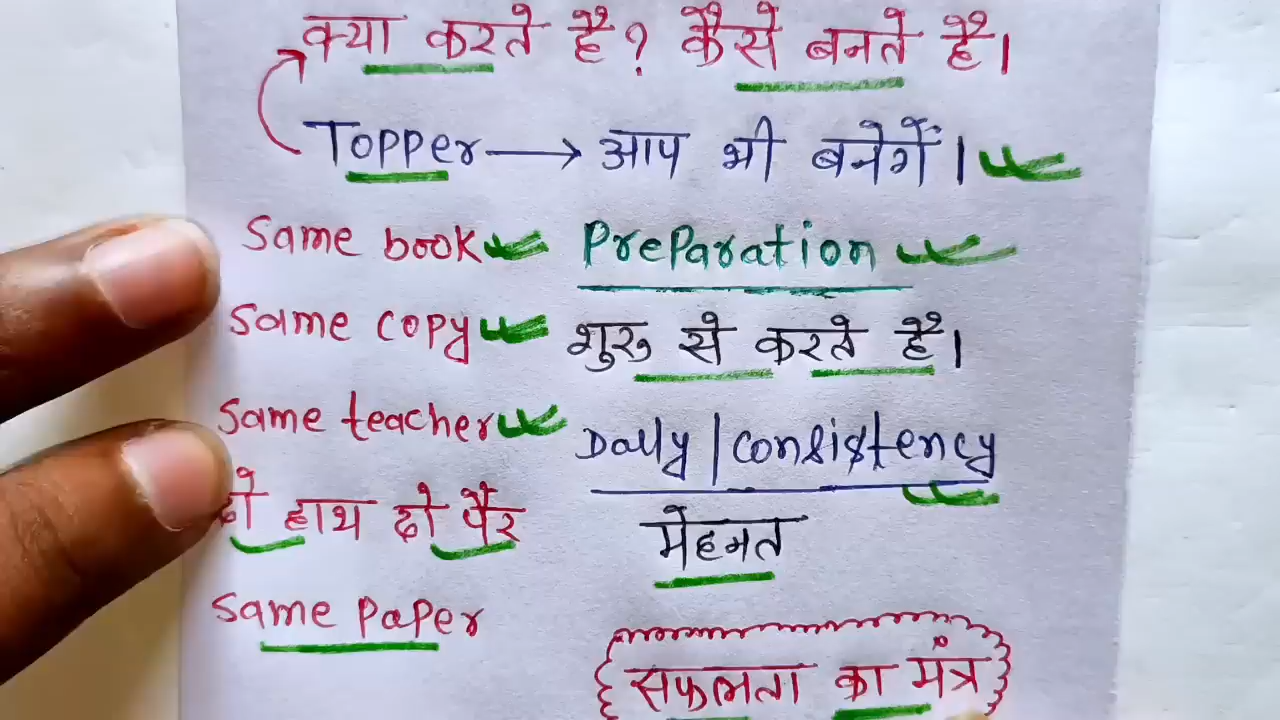 क्या करते है? कैसे बनते है।
Topper → आप भी बनेगें।
Same book
Preparation
Same copy
शुरु से करते है।
Same teacher
Daily | Consistency
दो हाथ दो पैर
मेहनत
Same Paper
सफलता का मंत्र